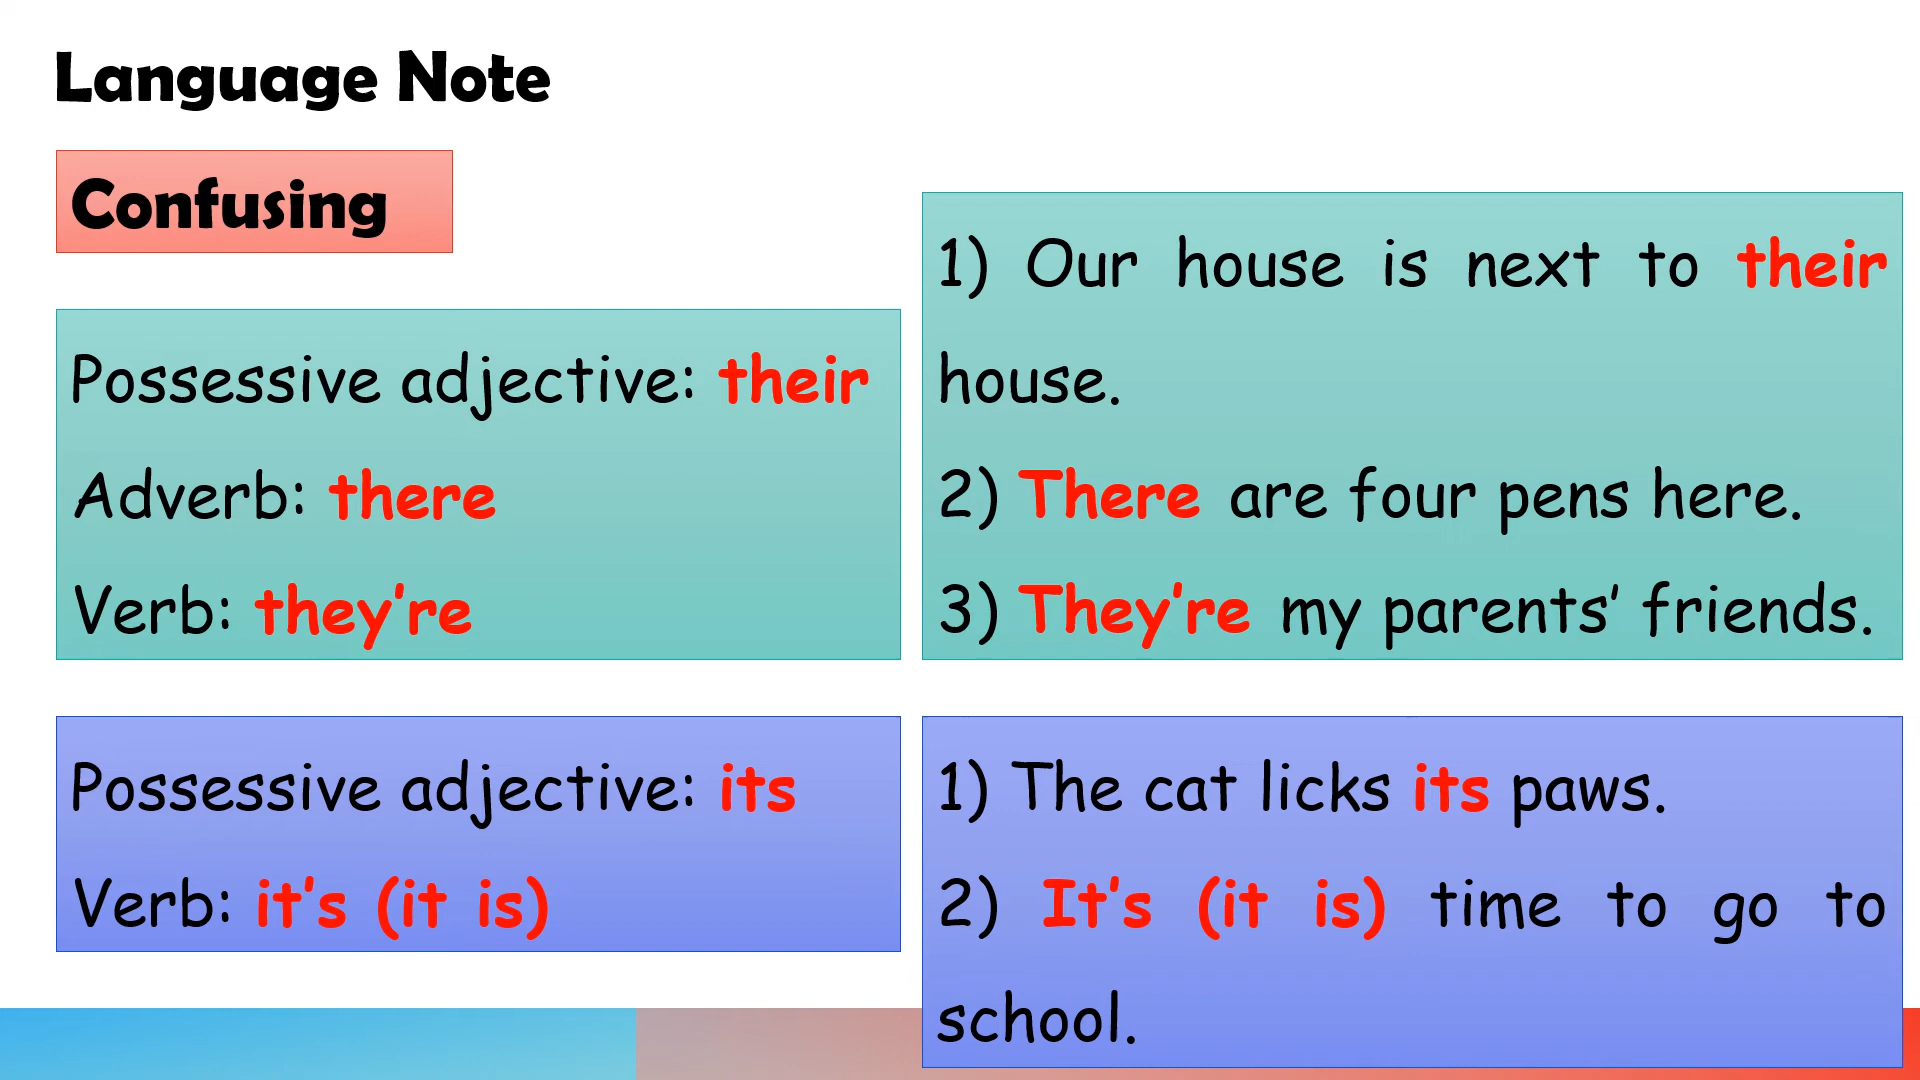 Language Note
Confusing
Possessive adjective: their
Adverb: there
Verb: they’re
1) Our house is next to their
house.
2) There are four pens here.
3) They’re my parents’ friends.
Possessive adjective: its
Verb: it’s (it is)
1) The cat licks its paws.
2) It’s (it is) time to go to
school.